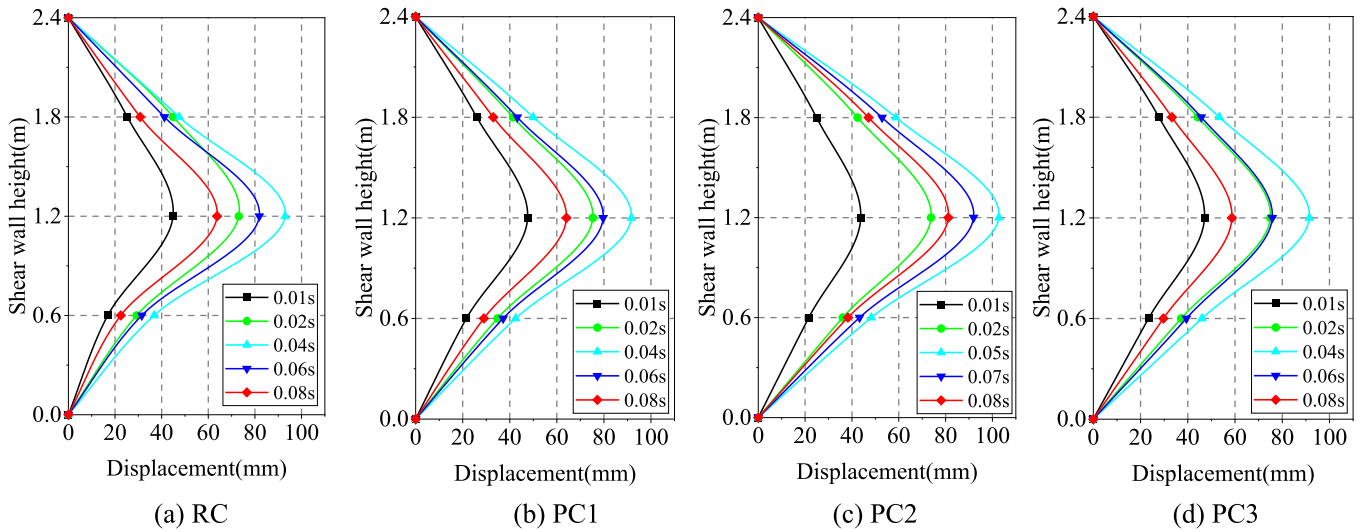 2.4
1.8
1.2
0.6
0.0
Shear wall height(m)
0.01s
0.02s
0.04s
0.06s
0.08s
0 20 40 60 80 100
Displacement(mm)
(a) RC
2.4
1.8
1.2
0.6
0.0
Shear wall height(m)
0.01s
0.02s
0.04s
0.06s
0.08s
0 20 40 60 80 100
Displacement(mm)
(b) PC1
2.4
1.8
1.2
0.6
0.0
Shear wall height(m)
0.01s
0.02s
0.05s
0.07s
0.08s
0 20 40 60 80 100
Displacement(mm)
(c) PC2
2.4
1.8
1.2
0.6
0.0
Shear wall height(m)
0.01s
0.02s
0.04s
0.06s
0.08s
0 20 40 60 80 100
Displacement(mm)
(d) PC3